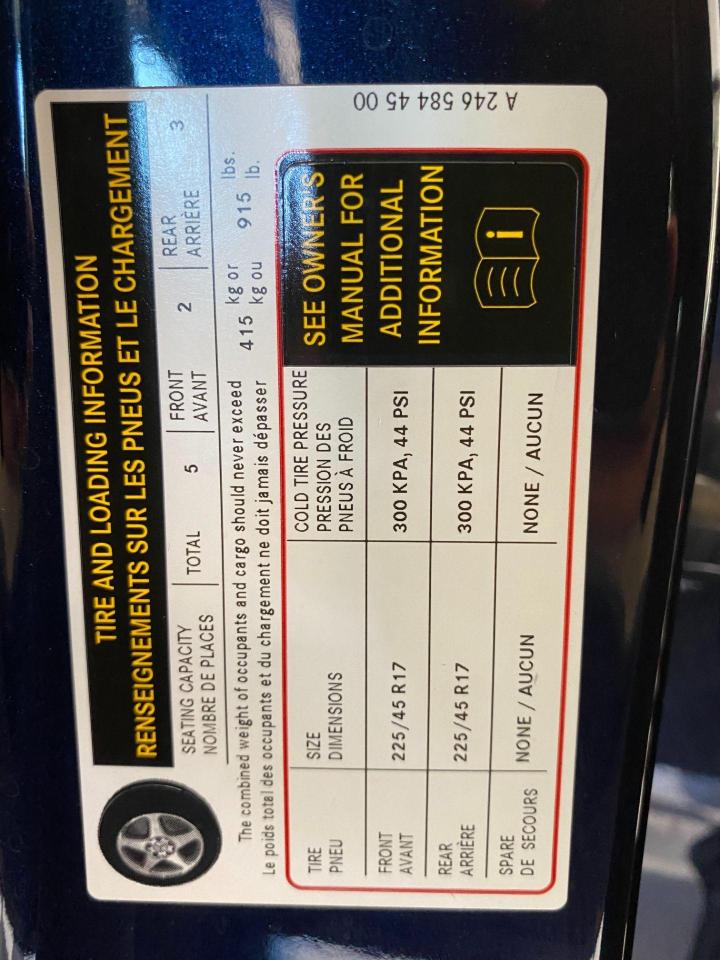 TIRE AND LOADING INFORMATION
RENSEIGNEMENTS SUR LES PNEUS ET LE CHARGEMENT
SEATING CAPACITY
NOMBRE DE PLACES
TOTAL 5
FRONT
AVANT
2
REAR
ARRIÈRE
3
The combined weight of occupants and cargo should never exceed 415 kg or 915 lbs.
Le poids total des occupants et du chargement ne doit jamais dépasser kg ou lb.
TIRE
PNEU
SIZE
DIMENSIONS
COLD TIRE PRESSURE
PRESSION DES
PNEUS À FROID
FRONT
AVANT
225/45 R17
300 KPA, 44 PSI
REAR
ARRIÈRE
225/45 R17
300 KPA, 44 PSI
SPARE
DE SECOURS
NONE / AUCUN
NONE / AUCUN
SEE OWNER'S
MANUAL FOR
ADDITIONAL
INFORMATION
i
A 246 584 45 00